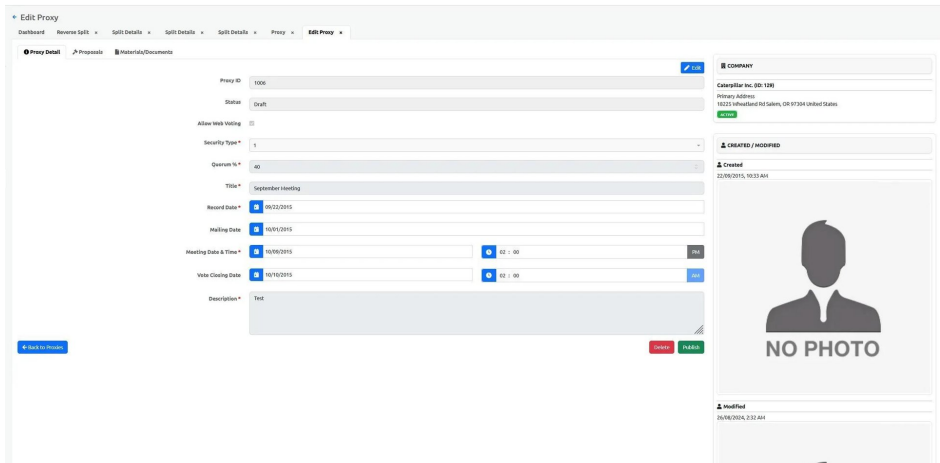 Edit Proxy
Dashboard Reverse Split × Split Details × Split Details × Split Details × Proxy × Edit Proxy ×
Proxy Detail Proposals Materials/Documents
Edit
Proxy ID 1006
Status Draft
Allow Web Voting
Security Type * 1
Quorum % * 40
Title * September Meeting
Record Date * 09/22/2015
Mailing Date 10/01/2015
Meeting Date & Time * 10/09/2015 02 : 00 PM
Vote Closing Date 10/10/2015 02 : 00 AM
Description * Test
Back to Proxies
Delete Publish
COMPANY
Caterpillar Inc. (ID: 129)
Primary Address
18225 Wheatland Rd Salem, OR 97304 United States
ACTIVE
CREATED / MODIFIED
Created
22/09/2015, 10:33 AM
NO PHOTO
Modified
26/08/2024, 2:32 AM